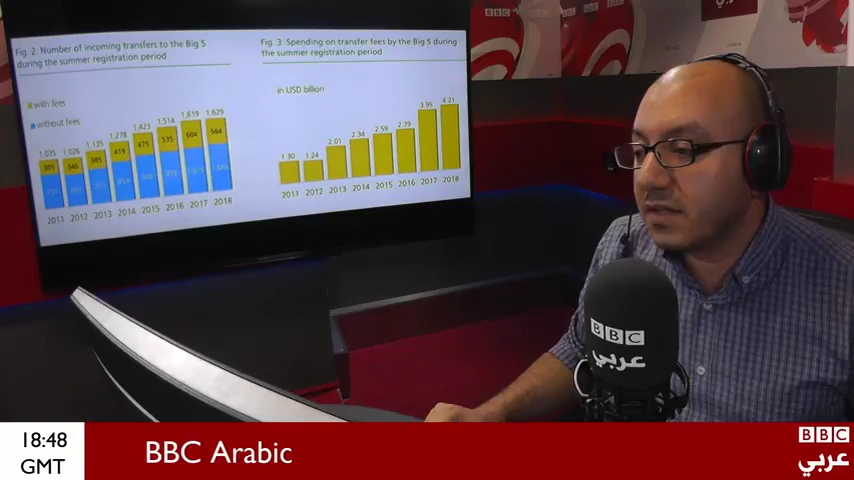 Fig. 2: Number of incoming transfers to the Big 5
during the summer registration period
with fees
without fees
1,035
1,026
1,135
1,278
1,423
1,514
1,619
1,629
305
346
385
419
475
535
604
564
2011 2012 2013 2014 2015 2016 2017 2018
Fig. 3: Spending on transfer fees by the Big 5 during
the summer registration period
in USD billion
1.30
1.24
2.01
2.34
2.59
2.79
3.95
4.21
2011 2012 2013 2014 2015 2016 2017 2018
BBC
BBC
BBC
عربي
18:48
GMT
BBC Arabic
BBC
عربي